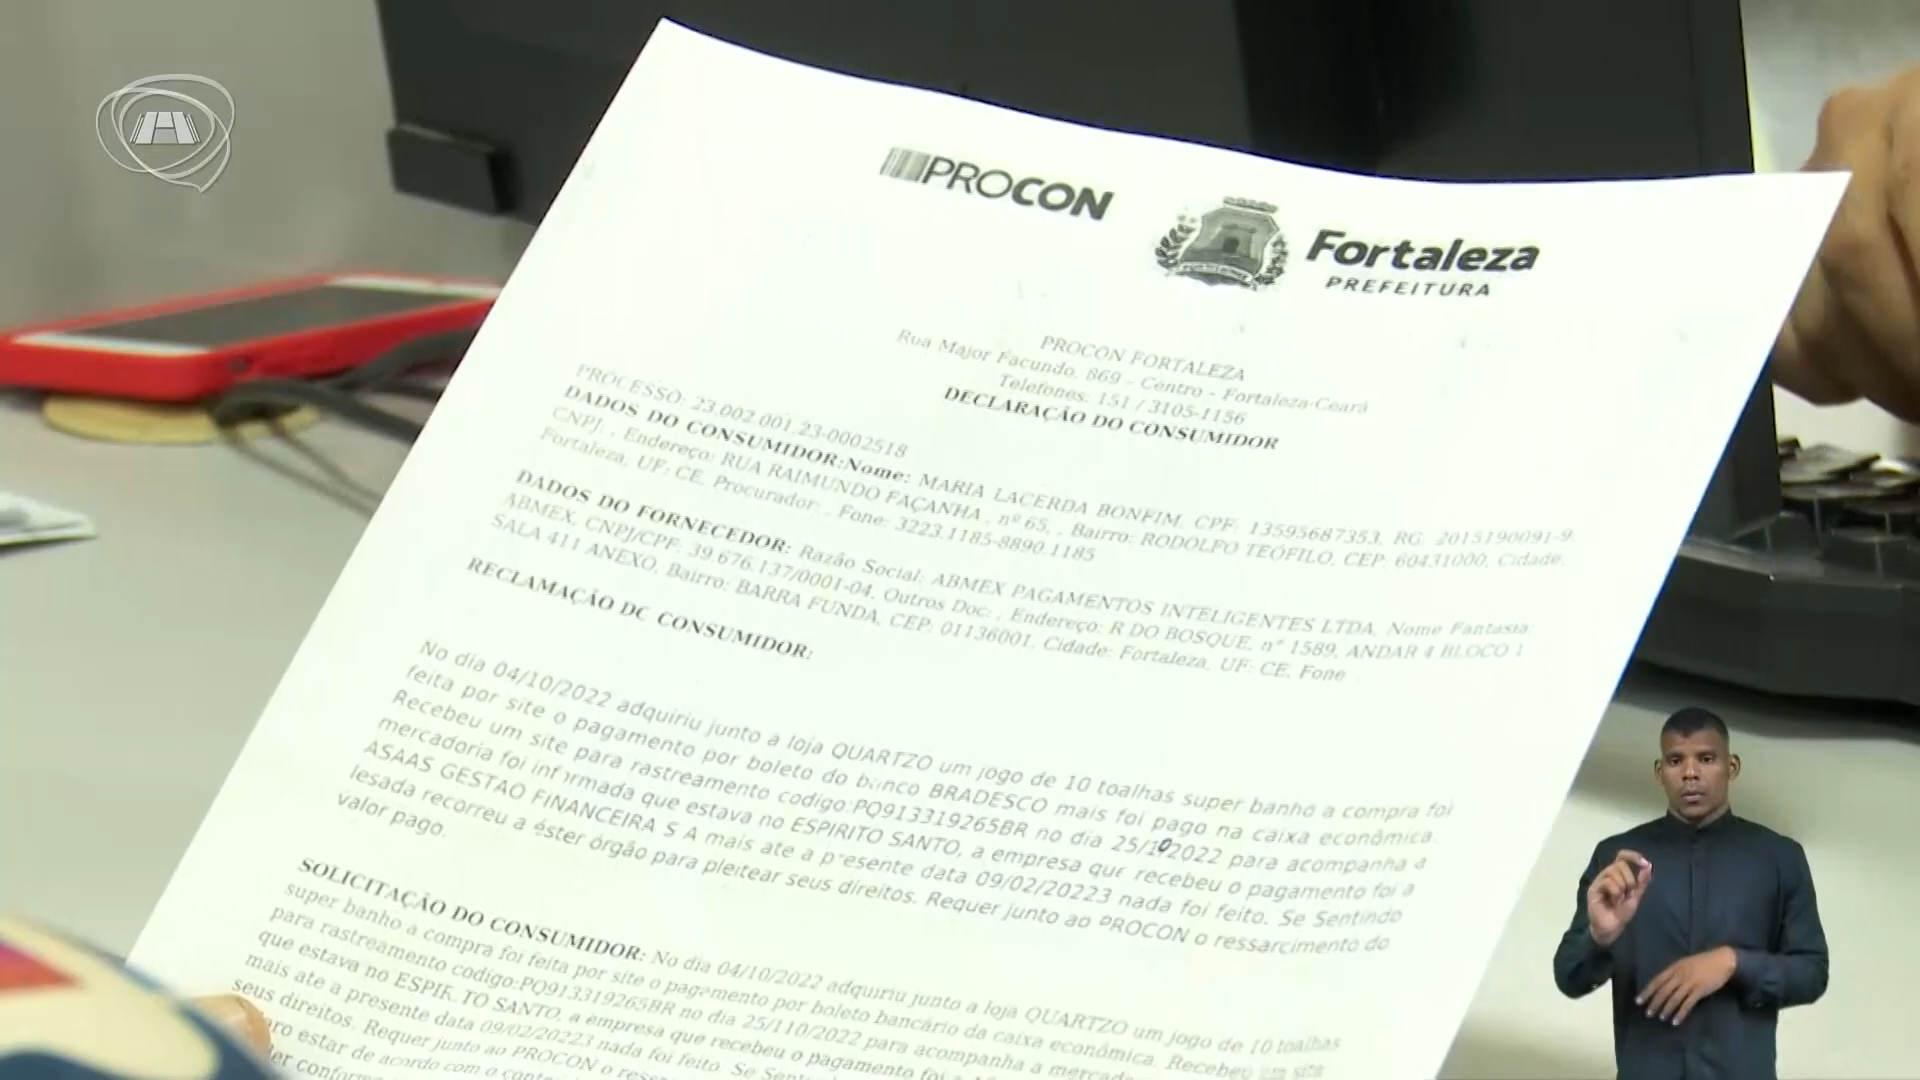 PROCON
Fortaleza
PREFEITURA
PROCON FORTALEZA
Rua Major Facundo, 869 - Centro - Fortaleza-Ceará
Telefones: 151 / 3105-1156
DECLARAÇÃO DO CONSUMIDOR
PROCESSO: 23.002.001.23-0002518
DADOS DO CONSUMIDOR:Nome: MARIA LACERDA BONFIM, CPF: 13595687353, RG: 2015190091-9,
CNPJ: , Endereço: RUA RAIMUNDO FAÇANHA , nº 65, , Bairro: RODOLFO TEÓFILO, CEP: 60431000, Cidade:
Fortaleza, UF: CE, Procurador: , Fone: 3223.1185-8890.1185
DADOS DO FORNECEDOR: Razão Social: ABMEX PAGAMENTOS INTELIGENTES LTDA, Nome Fantasia:
ABMEX, CNPJ/CPF: 39.676.137/0001-04, Outros Doc: , Endereço: R DO BOSQUE, nº 1589, ANDAR 4 BLOCO 1
SALA 411 ANEXO, Bairro: BARRA FUNDA, CEP: 01136001, Cidade: Fortaleza, UF: CE, Fone
RECLAMAÇÃO DO CONSUMIDOR:
No dia 04/10/2022 adquiriu junto a loja QUARTZO um jogo de 10 toalhas super banho a compra foi
feita por site o pagamento por boleto do banco BRADESCO mais foi pago na caixa econômica.
Recebeu um site para rastreamento codigo:PQ913319265BR no dia 25/10/2022 para acompanha a
mercadoria foi informada que estava no ESPIRITO SANTO, a empresa que recebeu o pagamento foi a
ASAAS GESTAO FINANCEIRA S A mais ate a presente data 09/02/20223 nada foi feito. Se Sentindo
lesada recorreu a éster órgão para pleitear seus direitos. Requer junto ao PROCON o ressarcimento do
valor pago.
SOLICITAÇÃO DO CONSUMIDOR: No dia 04/10/2022 adquiriu junto a loja QUARTZO um jogo de 10 toalhas
super banho a compra foi feita por site o pagamento por boleto bancário da caixa econômica. Recebeu um site
para rastreamento codigo:PQ913319265BR no dia 25/110/2022 para acompanha a
que estava no ESPIRITO SANTO, a empresa que recebeu o pagamento foi a
mais ate a presente data 09/02/20223 nada foi feito. Se
seus direitos. Requer junto ao PROCON o
estar de acordo com o